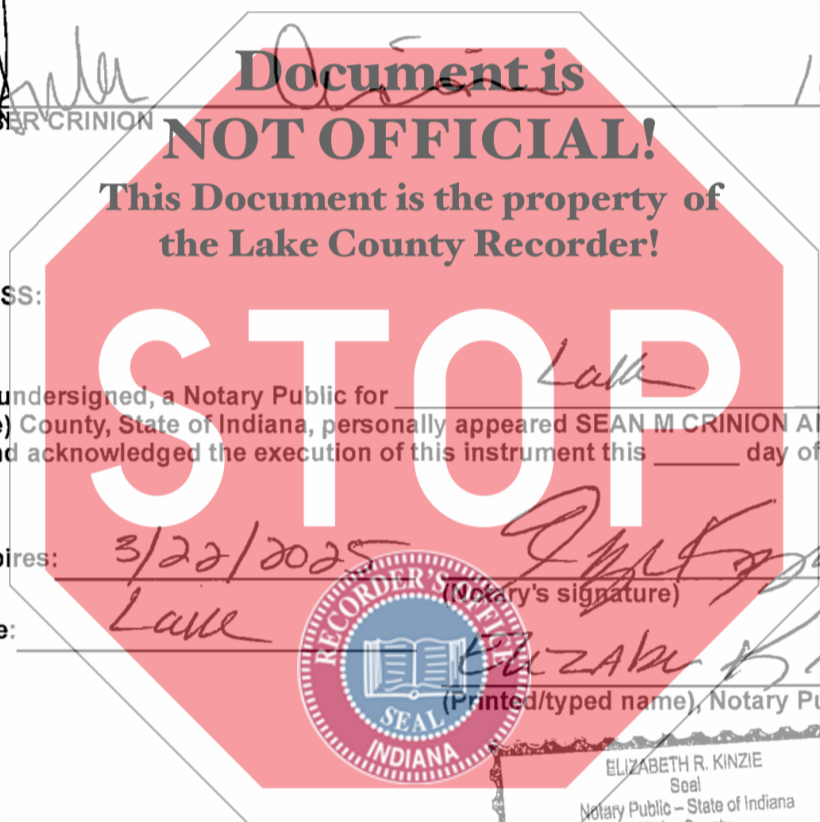 Document is
NOT OFFICIAL!
ER CRINION
This Document is the property of
the Lake County Recorder!
SS:
STOP
undersigned, a Notary Public for Lake
e) County, State of Indiana, personally appeared SEAN M CRINION AN
d acknowledged the execution of this instrument this ______ day of
pires: 3/22/2025
(Notary's signature)
e: Lake
RECORDER'S OFFICE
SEAL
INDIANA
(Printed/typed name), Notary Pu
ELIZABETH R. KINZIE
Seal
Notary Public – State of Indiana